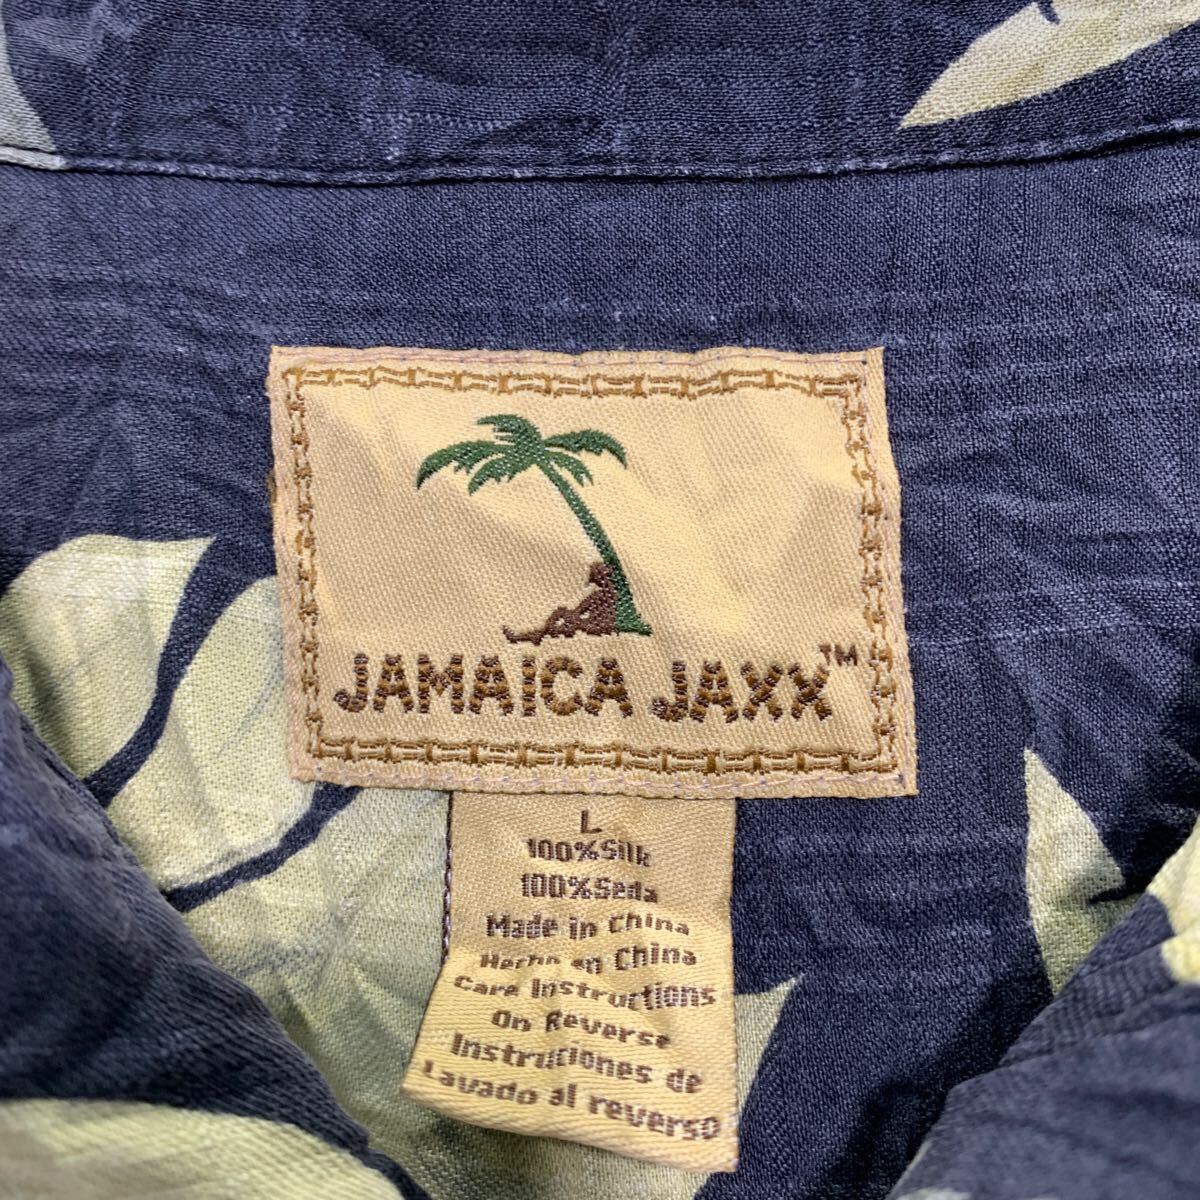 JAMAICA JAXX™
L
100%Silk
100%Seda
Made in China
Hecho en China
Care Instructions
On Reverse
Instruciones de
Lavado al reverso